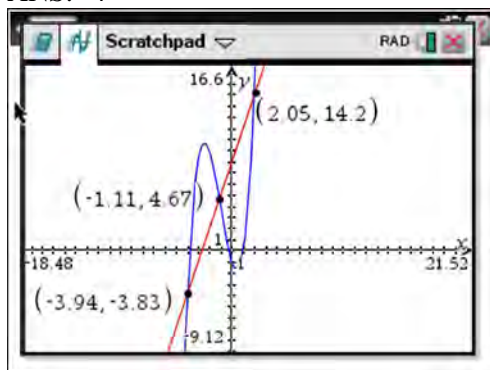 Scratchpad RAD
16.6 y
(2.05, 14.2)
(-1.11, 4.67)
1 x
-18.48 1 21.52
(-3.94, -3.83)
-9.12